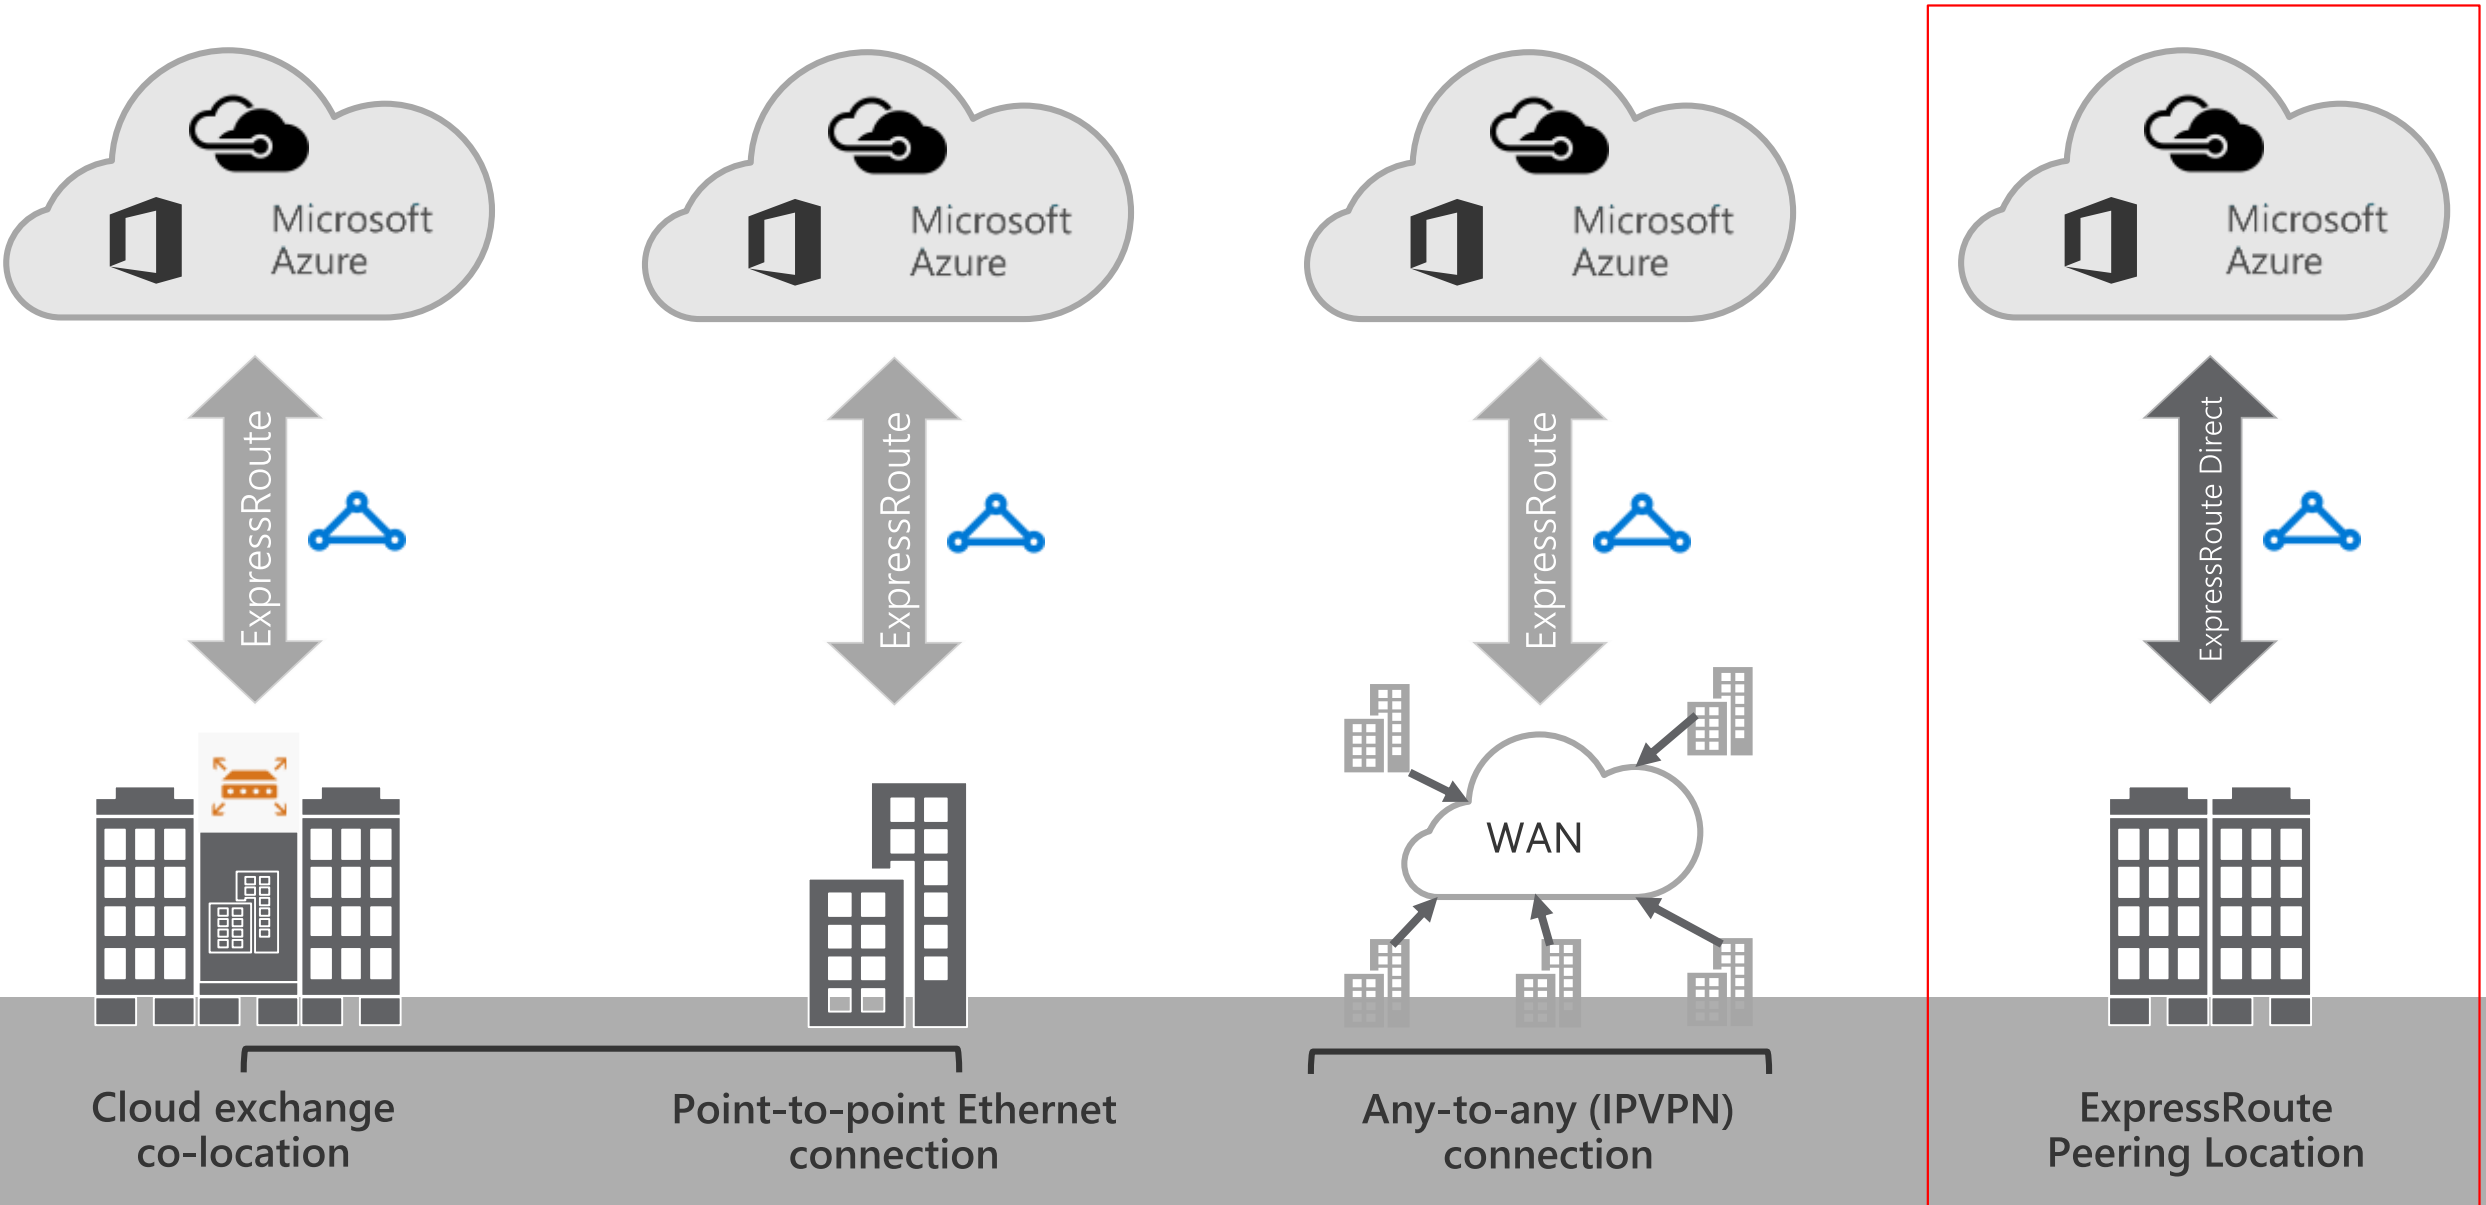 Microsoft
Azure
Microsoft
Azure
Microsoft
Azure
Microsoft
Azure
ExpressRoute
ExpressRoute
ExpressRoute
ExpressRoute Direct
WAN
Cloud exchange
co-location
Point-to-point Ethernet
connection
Any-to-any (IPVPN)
connection
ExpressRoute
Peering Location